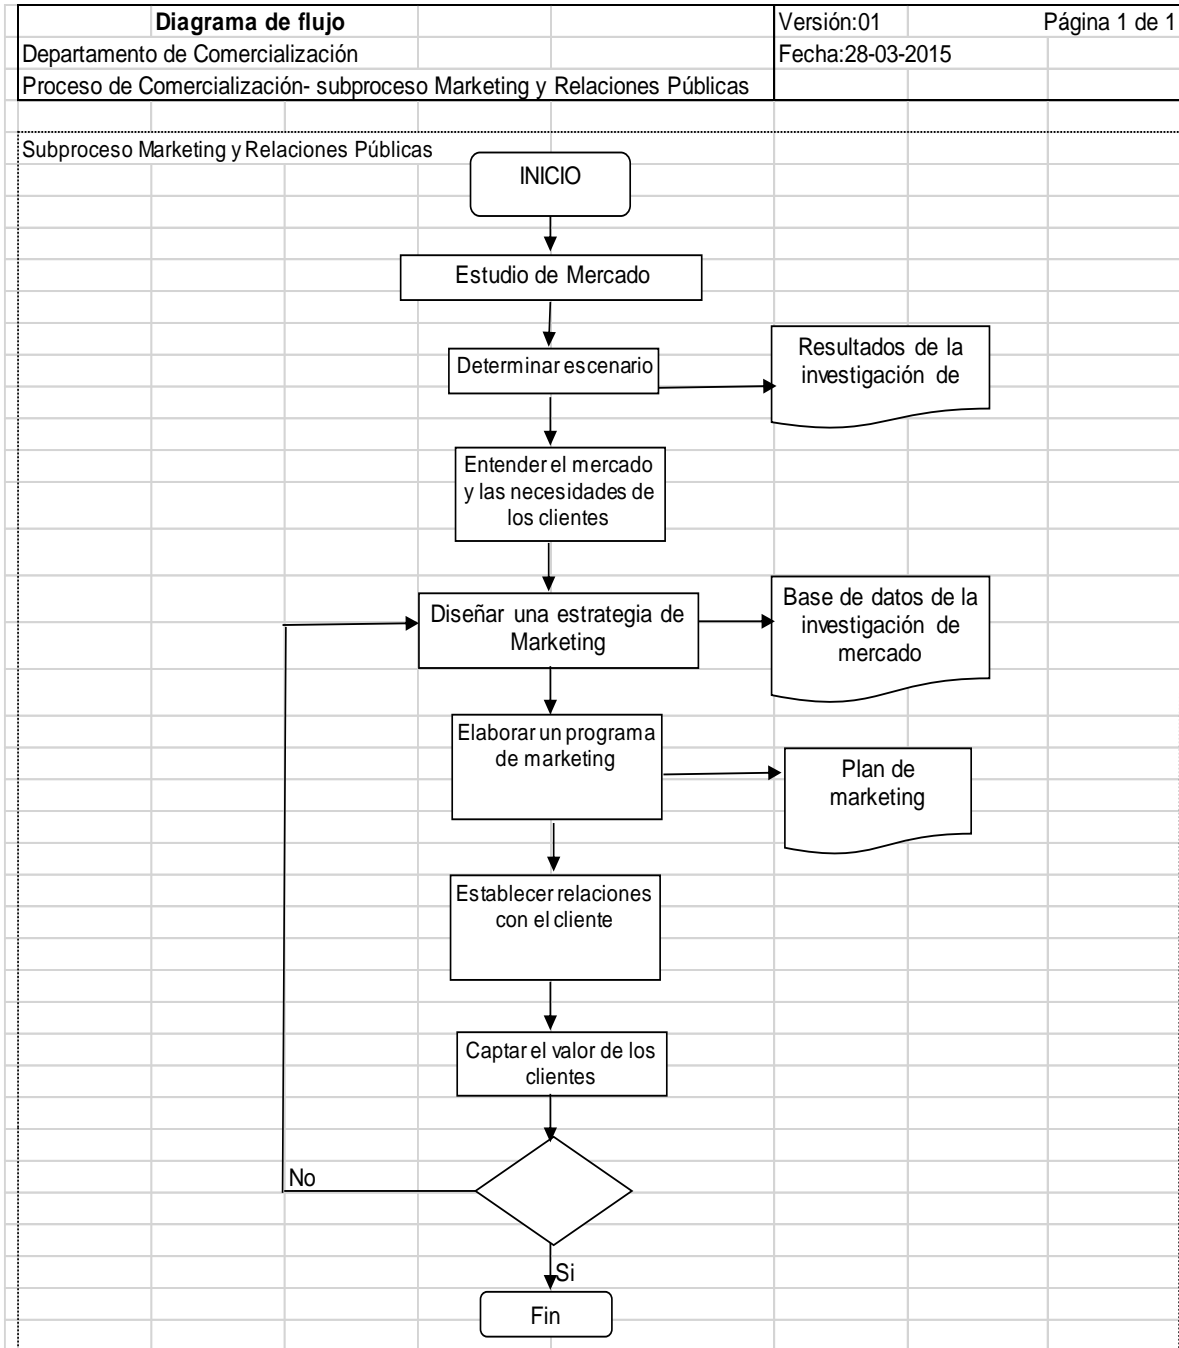 Diagrama de flujo
Versión:01 Página 1 de 1
Departamento de Comercialización
Fecha:28-03-2015
Proceso de Comercialización- subproceso Marketing y Relaciones Públicas
Subproceso Marketing y Relaciones Públicas
INICIO
Estudio de Mercado
Determinar escenario
Resultados de la
investigación de
Entender el mercado
y las necesidades de
los clientes
Diseñar una estrategia de
Marketing
Base de datos de la
investigación de
mercado
Elaborar un programa
de marketing
Plan de
marketing
Establecer relaciones
con el cliente
Captar el valor de los
clientes
No
Si
Fin